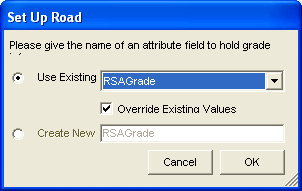 Set Up Road
Please give the name of an attribute field to hold grade
Use Existing
RSAGrade
Override Existing Values
Create New
RSAGrade
Cancel
OK